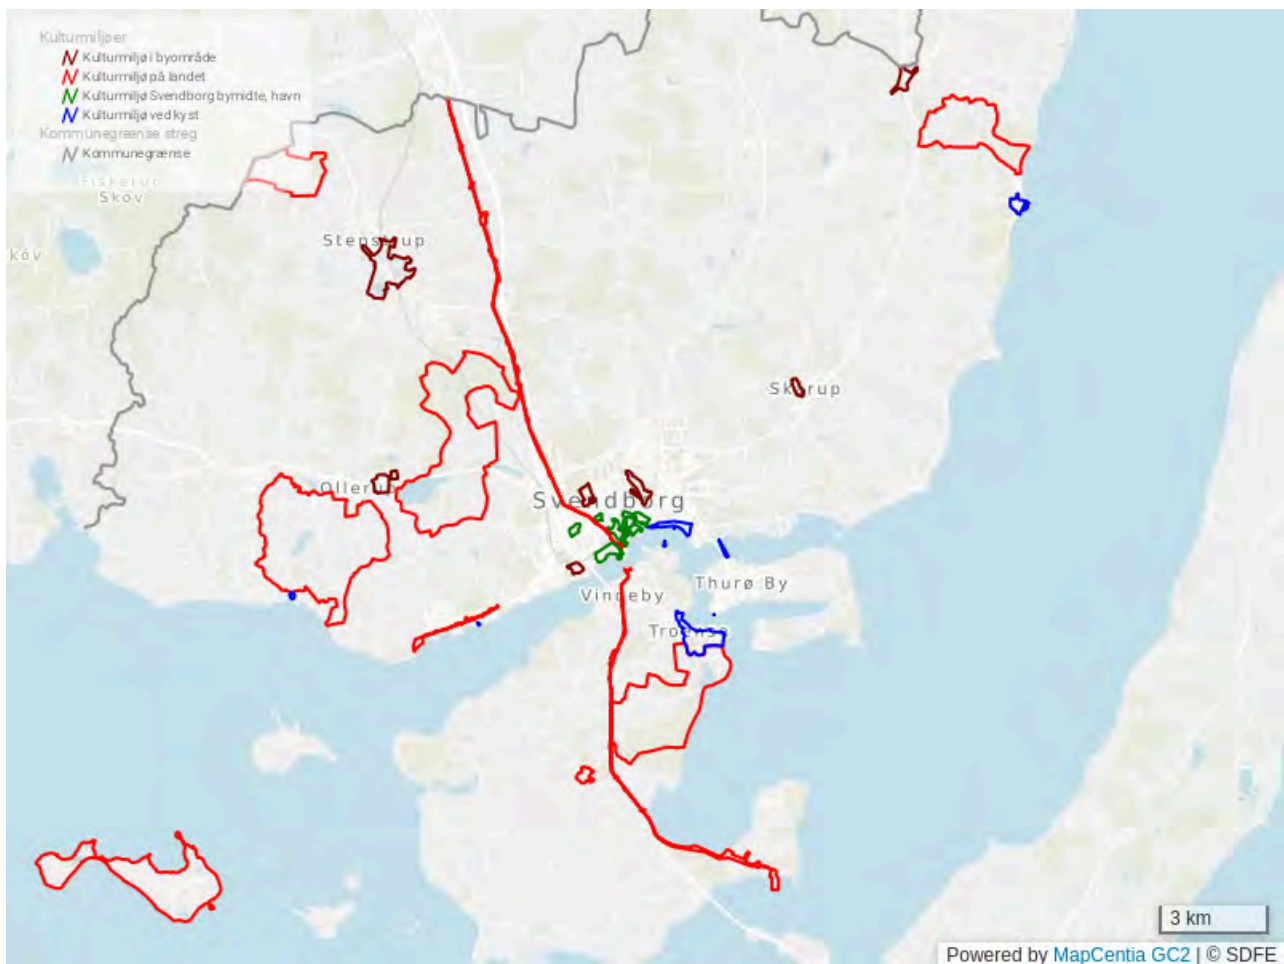 Kulturmiljøer
Kulturmiljø i byområde
Kulturmiljø på landet
Kulturmiljø Svendborg bymidte, havn
Kulturmiljø ved kyst
Kommunegrænse streg
Kommunegrænse
Fiskerup
Skov
kov
Stenstrup
Skårup
Ollerup
Svendborg
Thurø By
Vindeby
Troense
3 km
Powered by MapCentia GC2 | © SDFE